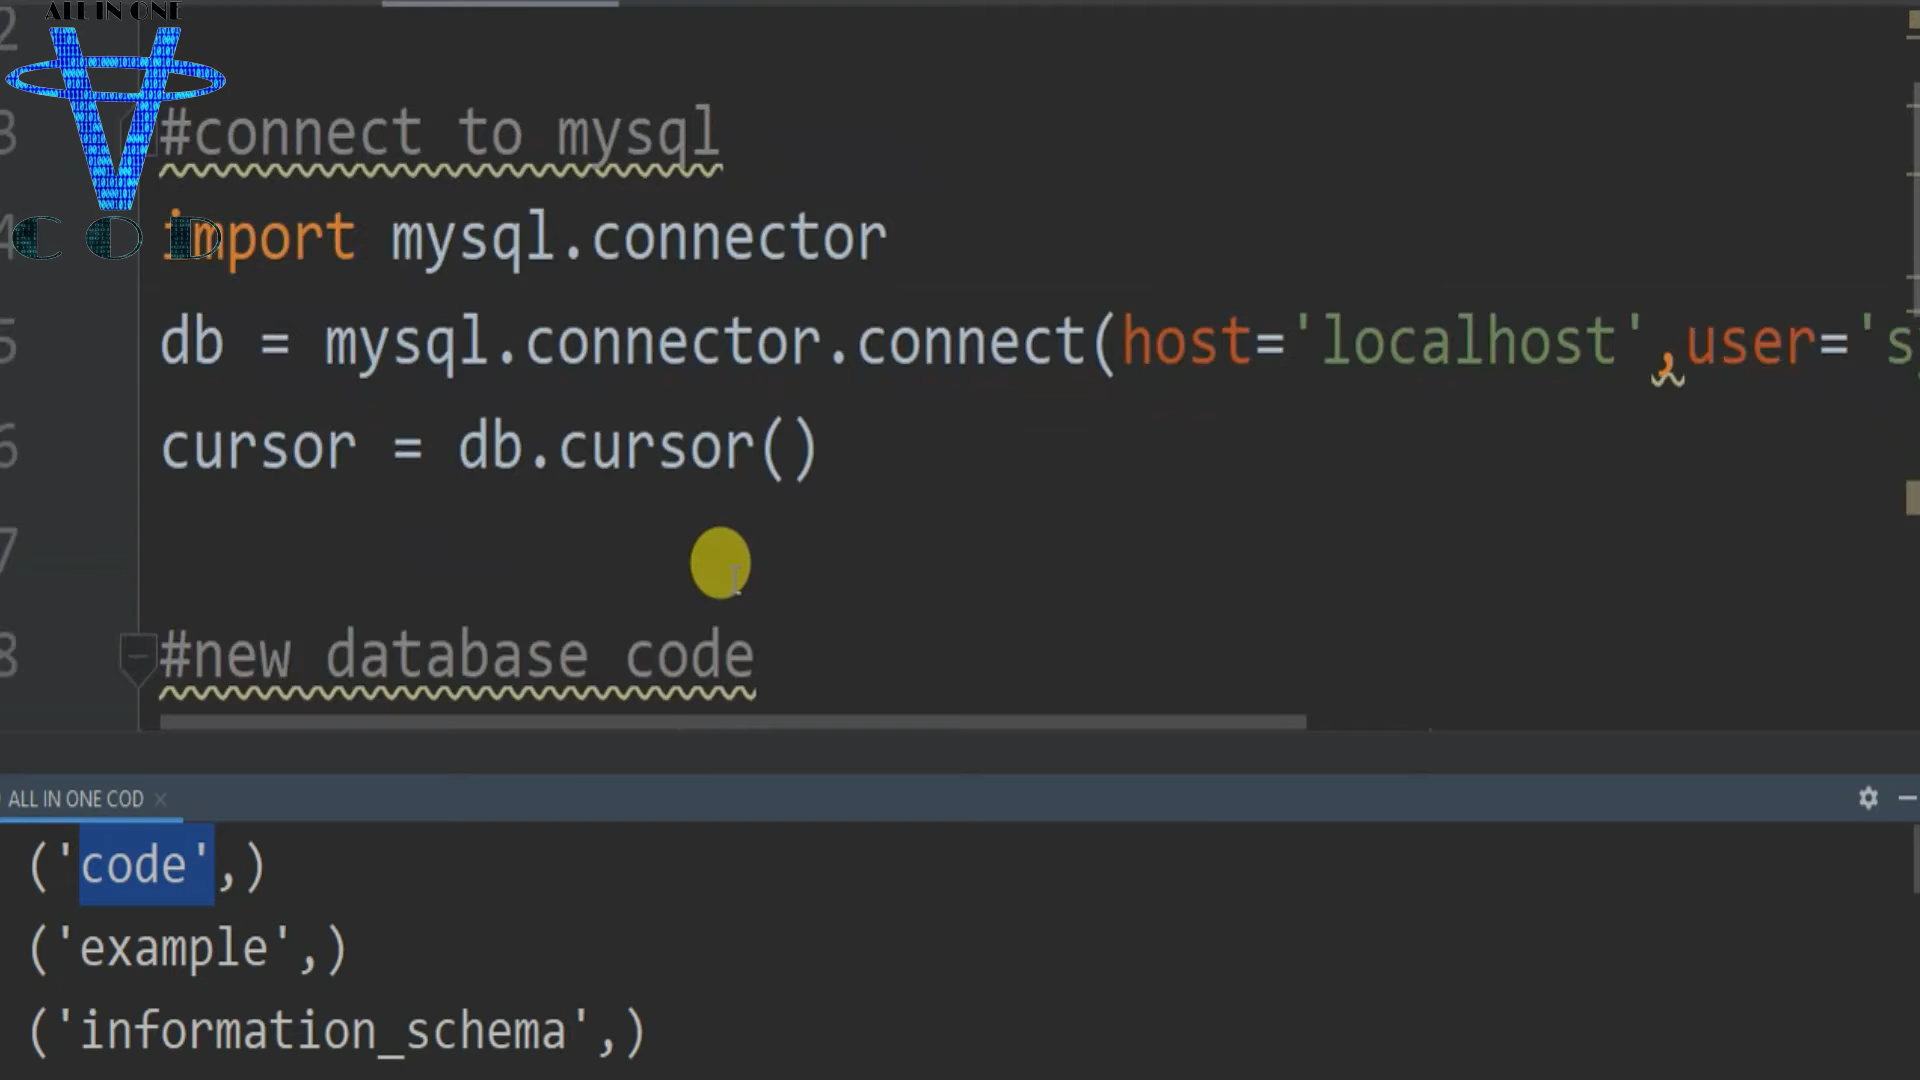 ALL IN ONE
COD
2
3 #connect to mysql
4 import mysql.connector
5 db = mysql.connector.connect(host='localhost',user='s
6 cursor = db.cursor()
7
8 #new database code
ALL IN ONE COD
('code',)
('example',)
('information_schema',)